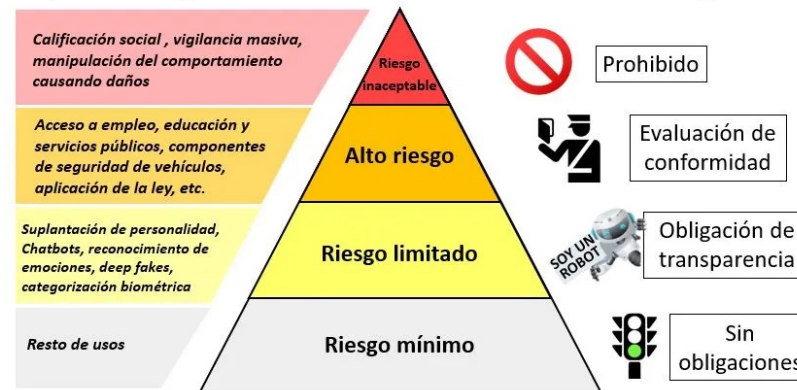 Calificación social , vigilancia masiva,
manipulación del comportamiento
causando daños
Riesgo
inaceptable
Prohibido
Acceso a empleo, educación y
servicios públicos, componentes
de seguridad de vehículos,
aplicación de la ley, etc.
Alto riesgo
Evaluación de
conformidad
Suplantación de personalidad,
Chatbots, reconocimiento de
emociones, deep fakes,
categorización biométrica
Riesgo limitado
SOY UN
ROBOT
Obligación de
transparencia
Resto de usos
Riesgo mínimo
Sin
obligaciones